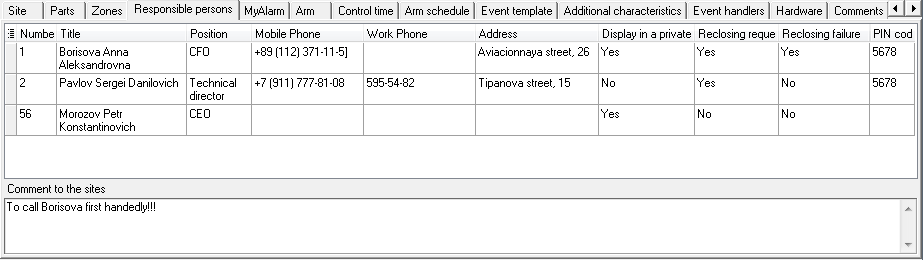 Site Parts Zones Responsible persons MyAlarm Arm Control time Arm schedule Event template Additional characteristics Event handlers Hardware Comments
Numbe Title Position Mobile Phone Work Phone Address Display in a private Reclosing reque Reclosing failure PIN cod
1 Borisova Anna CFO +89 (112) 371-11-5] Aviacionnaya street, 26 Yes Yes Yes 5678
Aleksandrovna
2 Pavlov Sergei Danilovich Technical +7 (911) 777-81-08 595-54-82 Tipanova street, 15 No Yes No 5678
director
56 Morozov Petr CEO Yes No No
Konstantinovich
Comment to the sites
To call Borisova first handedly!!!